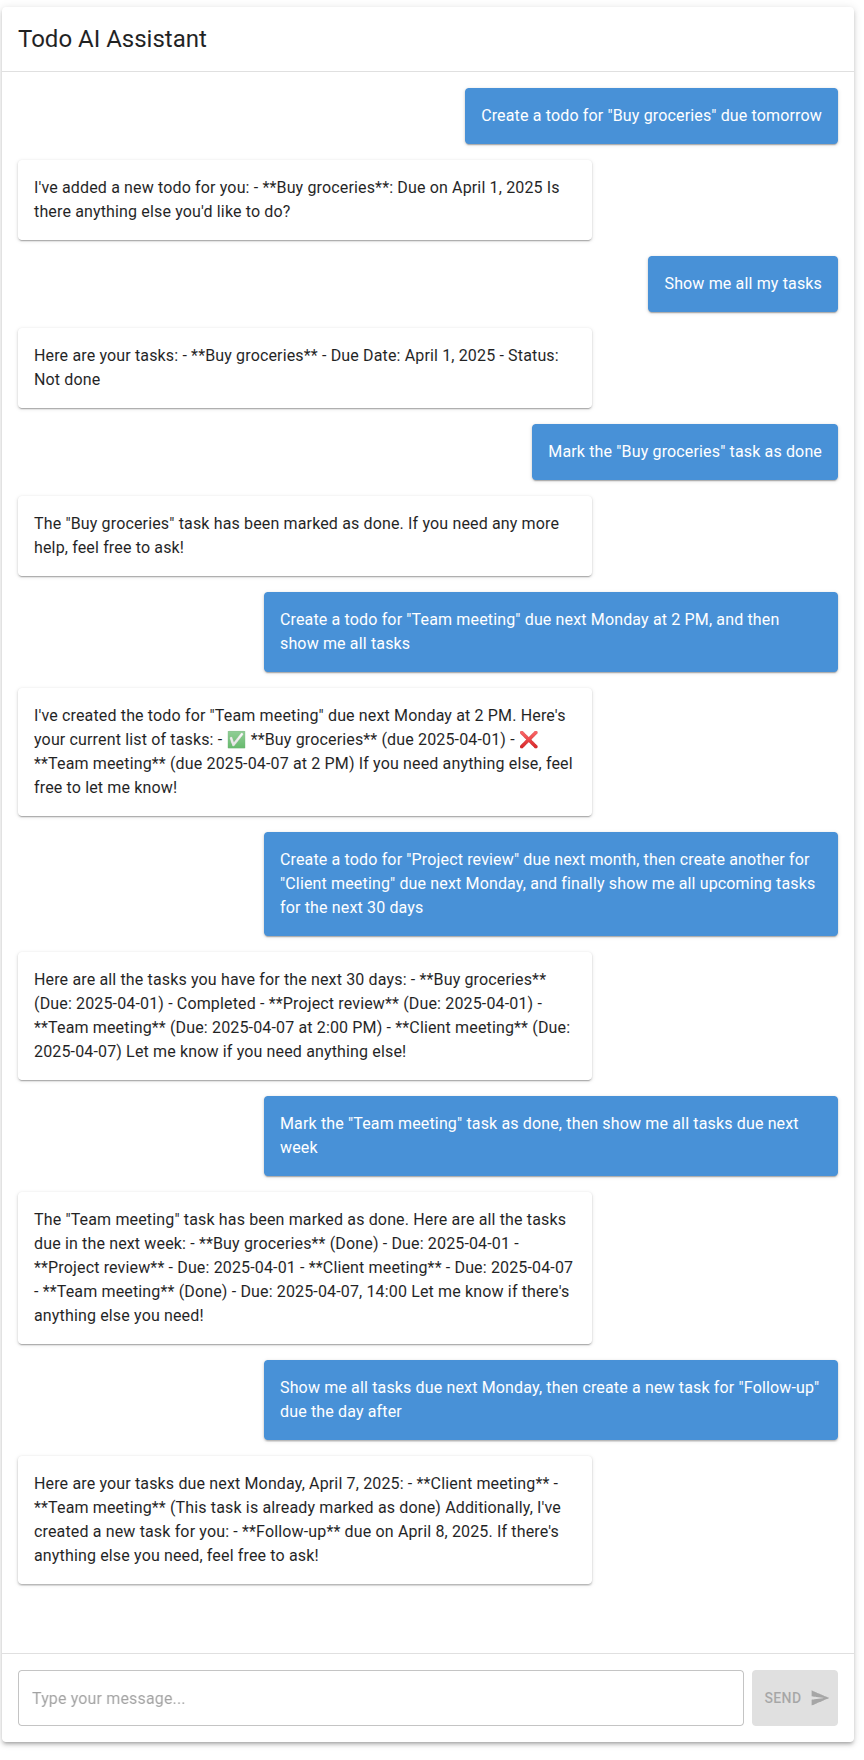 Todo AI Assistant
Create a todo for "Buy groceries" due tomorrow
I've added a new todo for you: - **Buy groceries**: Due on April 1, 2025 Is
there anything else you'd like to do?
Show me all my tasks
Here are your tasks: - **Buy groceries** - Due Date: April 1, 2025 - Status:
Not done
Mark the "Buy groceries" task as done
The "Buy groceries" task has been marked as done. If you need any more
help, feel free to ask!
Create a todo for "Team meeting" due next Monday at 2 PM, and then
show me all tasks
I've created the todo for "Team meeting" due next Monday at 2 PM. Here's
your current list of tasks: - ✅ **Buy groceries** (due 2025-04-01) - ❌
**Team meeting** (due 2025-04-07 at 2 PM) If you need anything else, feel
free to let me know!
Create a todo for "Project review" due next month, then create another for
"Client meeting" due next Monday, and finally show me all upcoming tasks
for the next 30 days
Here are all the tasks you have for the next 30 days: - **Buy groceries**
(Due: 2025-04-01) - Completed - **Project review** (Due: 2025-04-01) -
**Team meeting** (Due: 2025-04-07 at 2:00 PM) - **Client meeting** (Due:
2025-04-07) Let me know if you need anything else!
Mark the "Team meeting" task as done, then show me all tasks due next
week
The "Team meeting" task has been marked as done. Here are all the tasks
due in the next week: - **Buy groceries** (Done) - Due: 2025-04-01 -
**Project review** - Due: 2025-04-01 - **Client meeting** - Due: 2025-04-07
- **Team meeting** (Done) - Due: 2025-04-07, 14:00 Let me know if there's
anything else you need!
Show me all tasks due next Monday, then create a new task for "Follow-up"
due the day after
Here are your tasks due next Monday, April 7, 2025: - **Client meeting** -
**Team meeting** (This task is already marked as done) Additionally, I've
created a new task for you: - **Follow-up** due on April 8, 2025. If there's
anything else you need, feel free to ask!
Type your message...
SEND